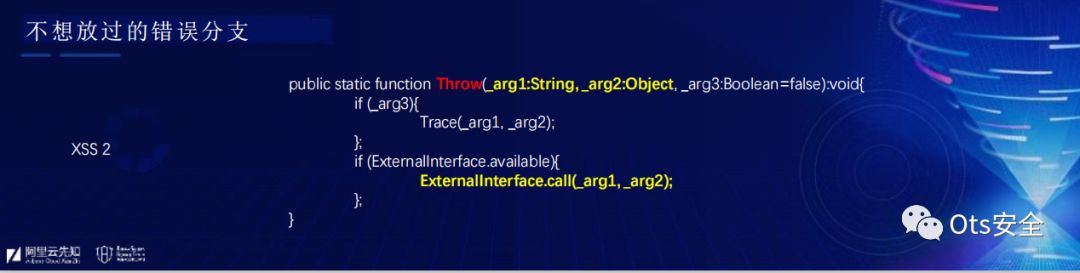 不想放过的错误分支
public static function Throw(_arg1:String, _arg2:Object, _arg3:Boolean=false):void{
if (_arg3){
Trace(_arg1, _arg2);
};
XSS 2
if (ExternalInterface.available){
ExternalInterface.call(_arg1, _arg2);
};
}
Ots安全
阿里云先知